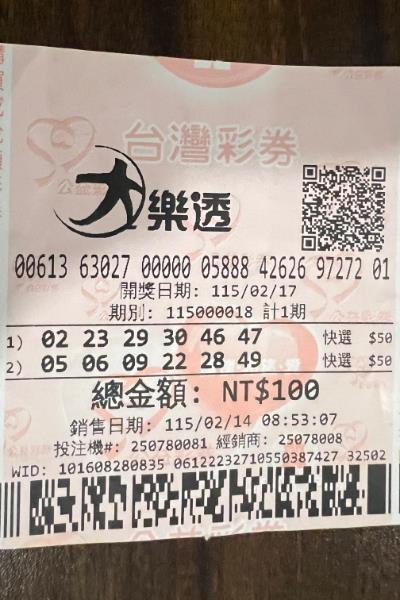 台灣彩券
大樂透
00613 63027 00000 05888 42626 97272 01
開獎日期: 115/02/17
期別: 115000018 計1期
1) 02 23 29 30 46 47 快選 $50
2) 05 06 09 22 28 49 快選 $50
總金額: NT$100
銷售日期: 115/02/14 08:53:07
投注機#: 250780081 經銷商: 25078008
WID: 101608280835 06122232710550387427 32502